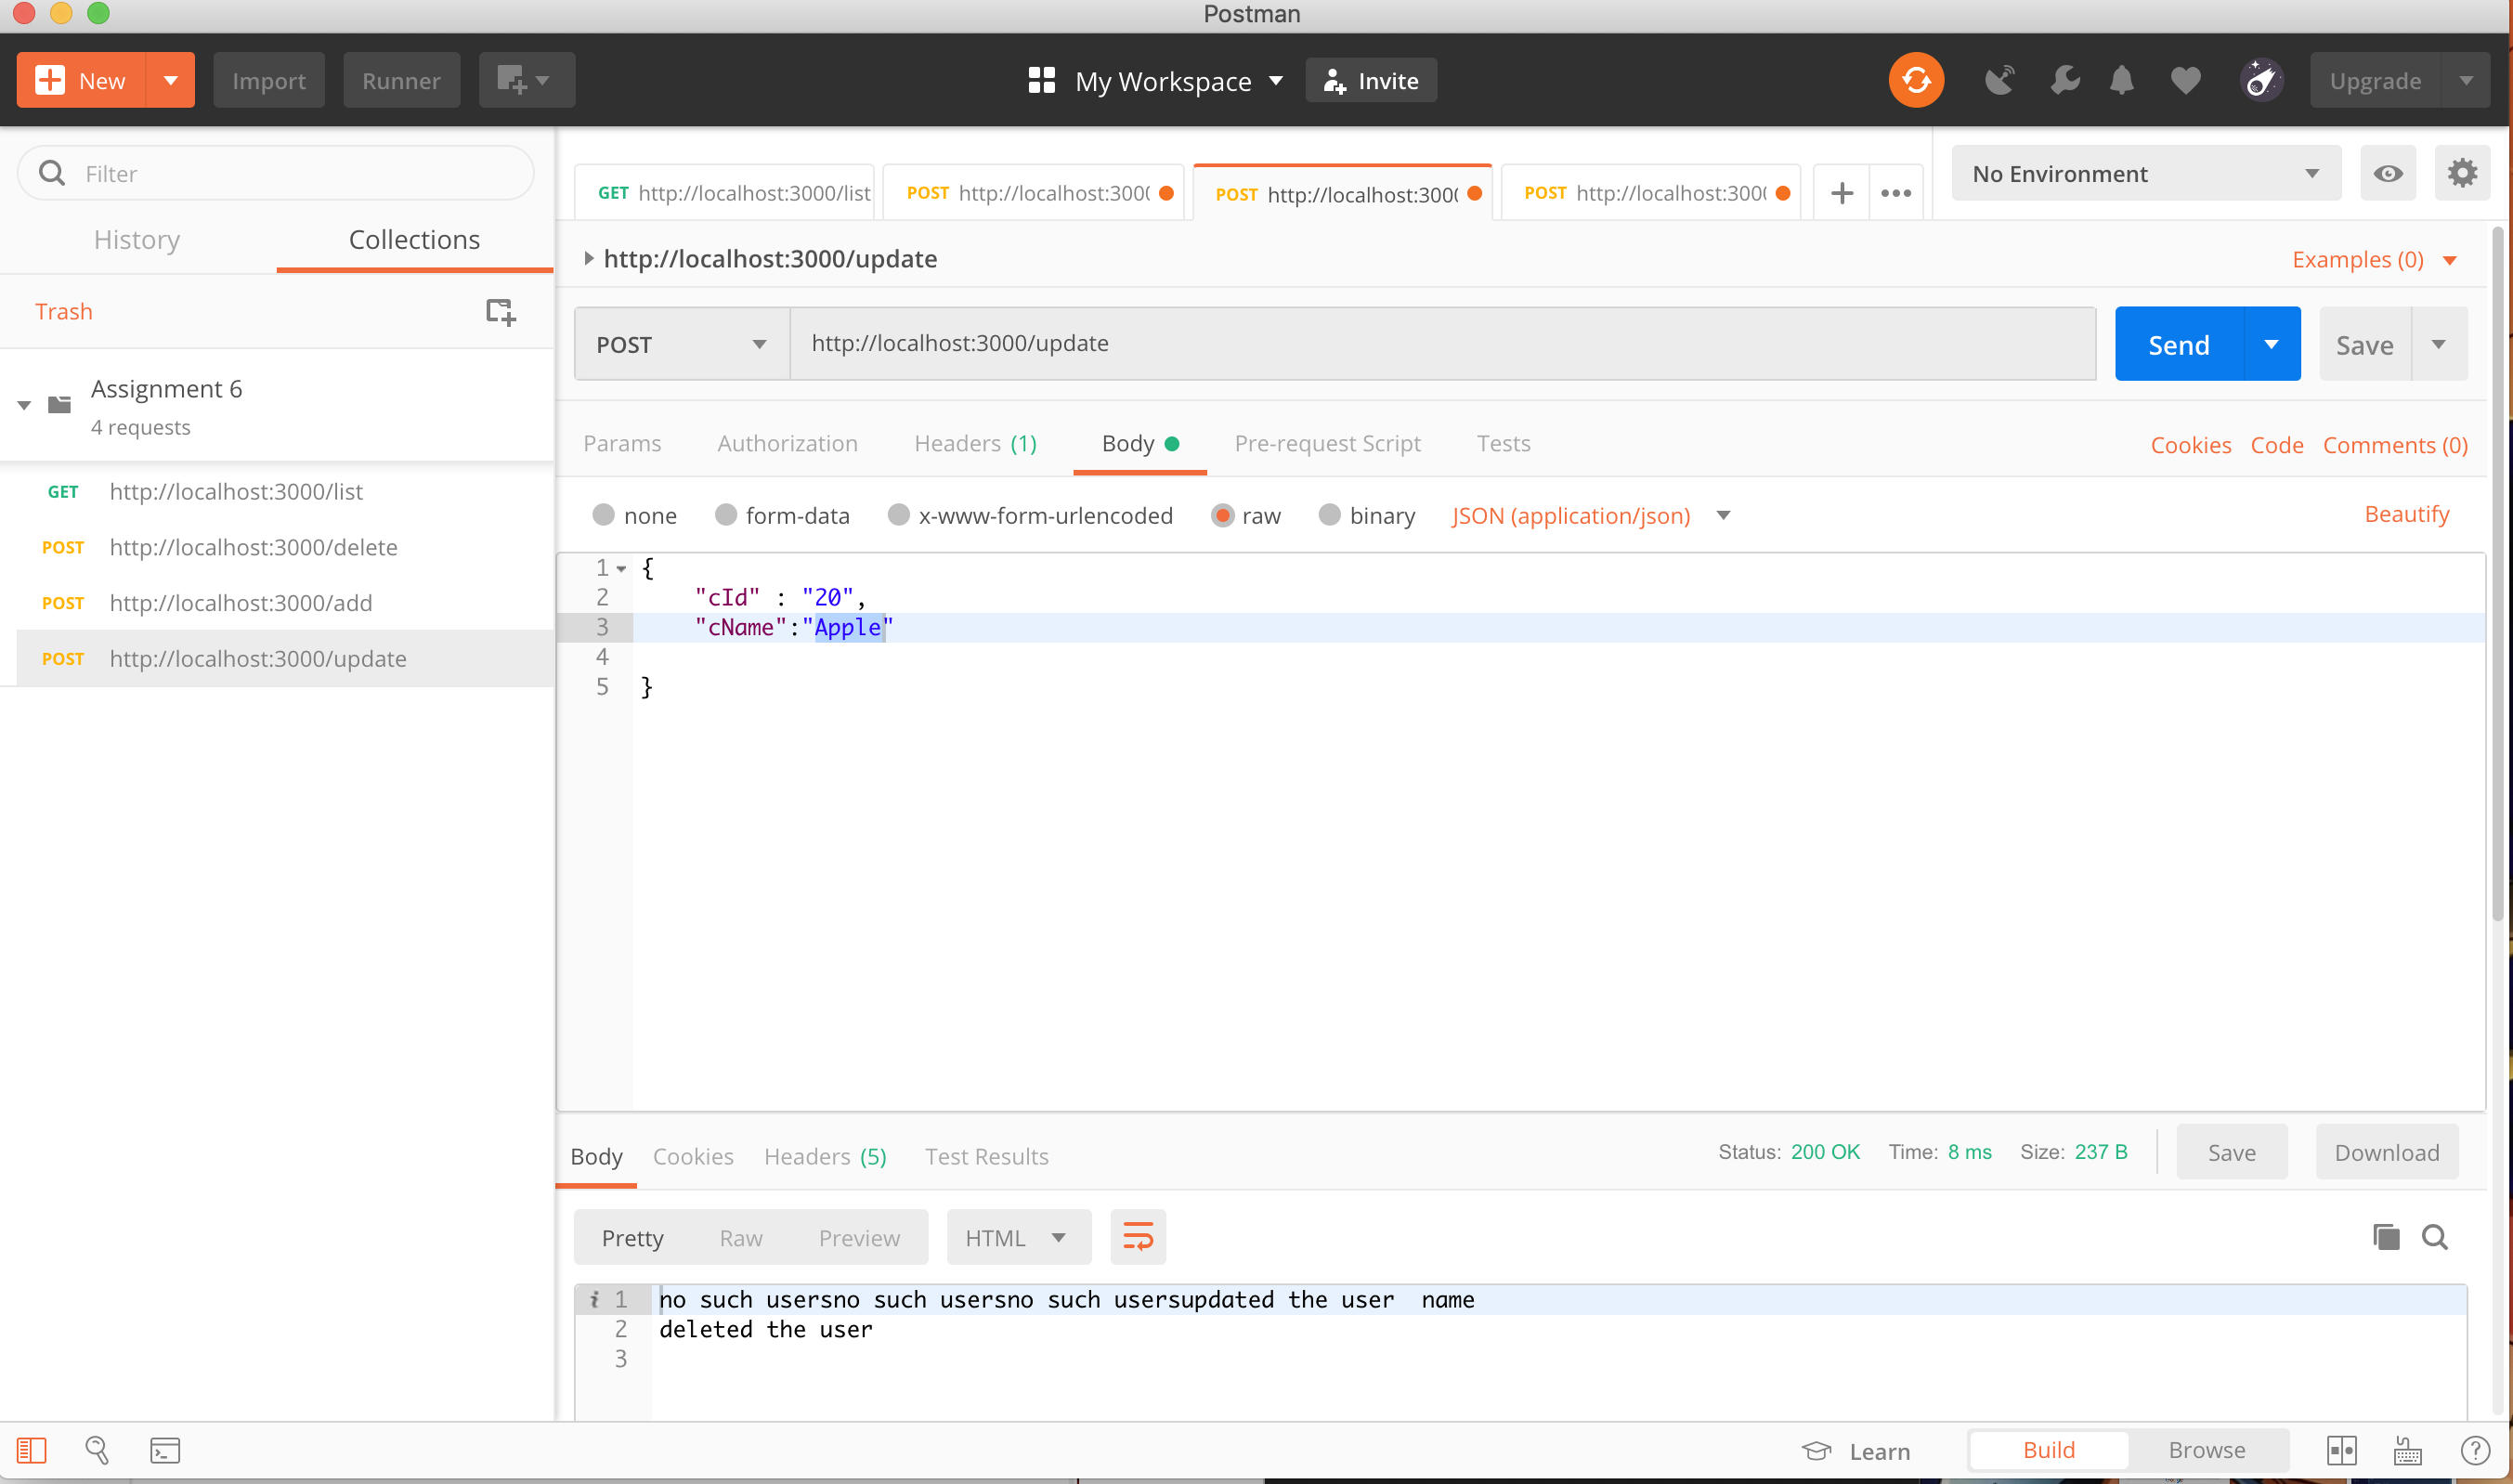 Postman
New
Import
Runner
My Workspace
Invite
Upgrade
Filter
History
Collections
Trash
Assignment 6
4 requests
GET http://localhost:3000/list
POST http://localhost:3000/delete
POST http://localhost:3000/add
POST http://localhost:3000/update
GET http://localhost:3000/list
POST http://localhost:300
POST http://localhost:300
POST http://localhost:300
No Environment
http://localhost:3000/update
Examples (0)
POST
http://localhost:3000/update
Send
Save
Params
Authorization
Headers (1)
Body
Pre-request Script
Tests
Cookies
Code
Comments (0)
none
form-data
x-www-form-urlencoded
raw
binary
JSON (application/json)
Beautify
1 {
2 "cId" : "20",
3 "cName":"Apple"
4
5 }
Body
Cookies
Headers (5)
Test Results
Status: 200 OK
Time: 8 ms
Size: 237 B
Save
Download
Pretty
Raw
Preview
HTML
i 1 no such usersno such usersno such usersupdated the user  name
2 deleted the user
3
Learn
Build
Browse